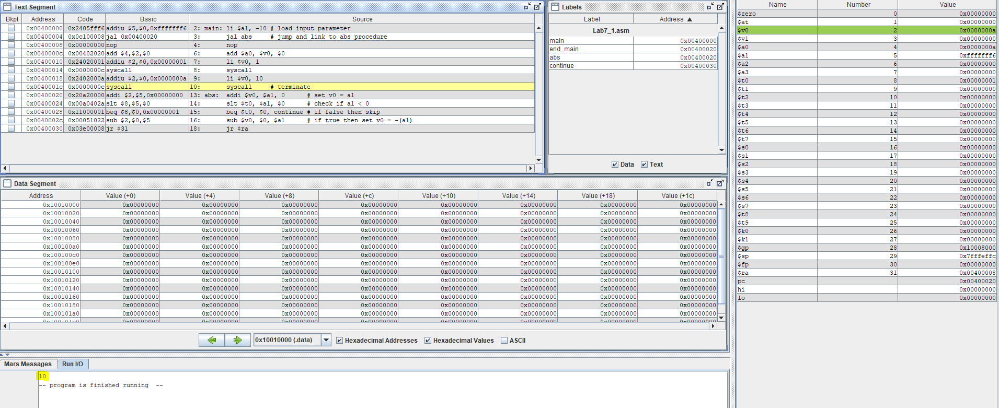 Text Segment
Bkpt Address Code Basic Source
0x00400000 0x2405fff6 addiu $5,$0,0xfffffff6 2: main: li $a1, -10 # load input parameter
0x00400004 0x0c100008 jal 0x00400020 3: jal abs # jump and link to abs procedure
0x00400008 0x00000000 nop 4: nop
0x0040000c 0x00402020 add $4,$2,$0 6: add $a0, $v0, $0
0x00400010 0x24020001 addiu $2,$0,0x00000001 7: li $v0, 1
0x00400014 0x0000000c syscall 8: syscall
0x00400018 0x2402000a addiu $2,$0,0x0000000a 9: li $v0, 10
0x0040001c 0x0000000c syscall 10: syscall # terminate
0x00400020 0x20a20000 addi $2,$5,0x00000000 13: abs: addi $v0, $a1, 0 # set v0 = a1
0x00400024 0x00a0402a slt $8,$5,$0 14: slt $t0, $a1, $0 # check if a1 < 0
0x00400028 0x11000001 beq $8,$0,0x00000001 15: beq $t0, $0, continue # if false then skip
0x0040002c 0x00051022 sub $2,$0,$5 16: sub $v0, $0, $a1 # if true then set v0 = -(a1)
0x00400030 0x03e00008 jr $31 18: jr $ra
Labels
Label Address ▲
Lab7_1.asm
main 0x00400000
end_main 0x00400020
abs 0x00400020
continue 0x00400030
Data Text
Data Segment
Address Value (+0) Value (+4) Value (+8) Value (+c) Value (+10) Value (+14) Value (+18) Value (+1c)
0x10010000 0x00000000 0x00000000 0x00000000 0x00000000 0x00000000 0x00000000 0x00000000 0x00000000
0x10010020 0x00000000 0x00000000 0x00000000 0x00000000 0x00000000 0x00000000 0x00000000 0x00000000
0x10010040 0x00000000 0x00000000 0x00000000 0x00000000 0x00000000 0x00000000 0x00000000 0x00000000
0x10010060 0x00000000 0x00000000 0x00000000 0x00000000 0x00000000 0x00000000 0x00000000 0x00000000
0x10010080 0x00000000 0x00000000 0x00000000 0x00000000 0x00000000 0x00000000 0x00000000 0x00000000
0x100100a0 0x00000000 0x00000000 0x00000000 0x00000000 0x00000000 0x00000000 0x00000000 0x00000000
0x100100c0 0x00000000 0x00000000 0x00000000 0x00000000 0x00000000 0x00000000 0x00000000 0x00000000
0x100100e0 0x00000000 0x00000000 0x00000000 0x00000000 0x00000000 0x00000000 0x00000000 0x00000000
0x10010100 0x00000000 0x00000000 0x00000000 0x00000000 0x00000000 0x00000000 0x00000000 0x00000000
0x10010120 0x00000000 0x00000000 0x00000000 0x00000000 0x00000000 0x00000000 0x00000000 0x00000000
0x10010140 0x00000000 0x00000000 0x00000000 0x00000000 0x00000000 0x00000000 0x00000000 0x00000000
0x10010160 0x00000000 0x00000000 0x00000000 0x00000000 0x00000000 0x00000000 0x00000000 0x00000000
0x10010180 0x00000000 0x00000000 0x00000000 0x00000000 0x00000000 0x00000000 0x00000000 0x00000000
0x100101a0 0x00000000 0x00000000 0x00000000 0x00000000 0x00000000 0x00000000 0x00000000 0x00000000
0x10010000 (.data) Hexadecimal Addresses Hexadecimal Values ASCII
Mars Messages Run I/O
10
-- program is finished running --
Name Number Value
$zero 0 0x00000000
$at 1 0x00000000
$v0 2 0x0000000a
$v1 3 0x00000000
$a0 4 0x0000000a
$a1 5 0xfffffff6
$a2 6 0x00000000
$a3 7 0x00000000
$t0 8 0x00000001
$t1 9 0x00000000
$t2 10 0x00000000
$t3 11 0x00000000
$t4 12 0x00000000
$t5 13 0x00000000
$t6 14 0x00000000
$t7 15 0x00000000
$s0 16 0x00000000
$s1 17 0x00000000
$s2 18 0x00000000
$s3 19 0x00000000
$s4 20 0x00000000
$s5 21 0x00000000
$s6 22 0x00000000
$s7 23 0x00000000
$t8 24 0x00000000
$t9 25 0x00000000
$k0 26 0x00000000
$k1 27 0x00000000
$gp 28 0x10008000
$sp 29 0x7fffeffc
$fp 30 0x00000000
$ra 31 0x00400008
pc 0x00400020
hi 0x00000000
lo 0x00000000